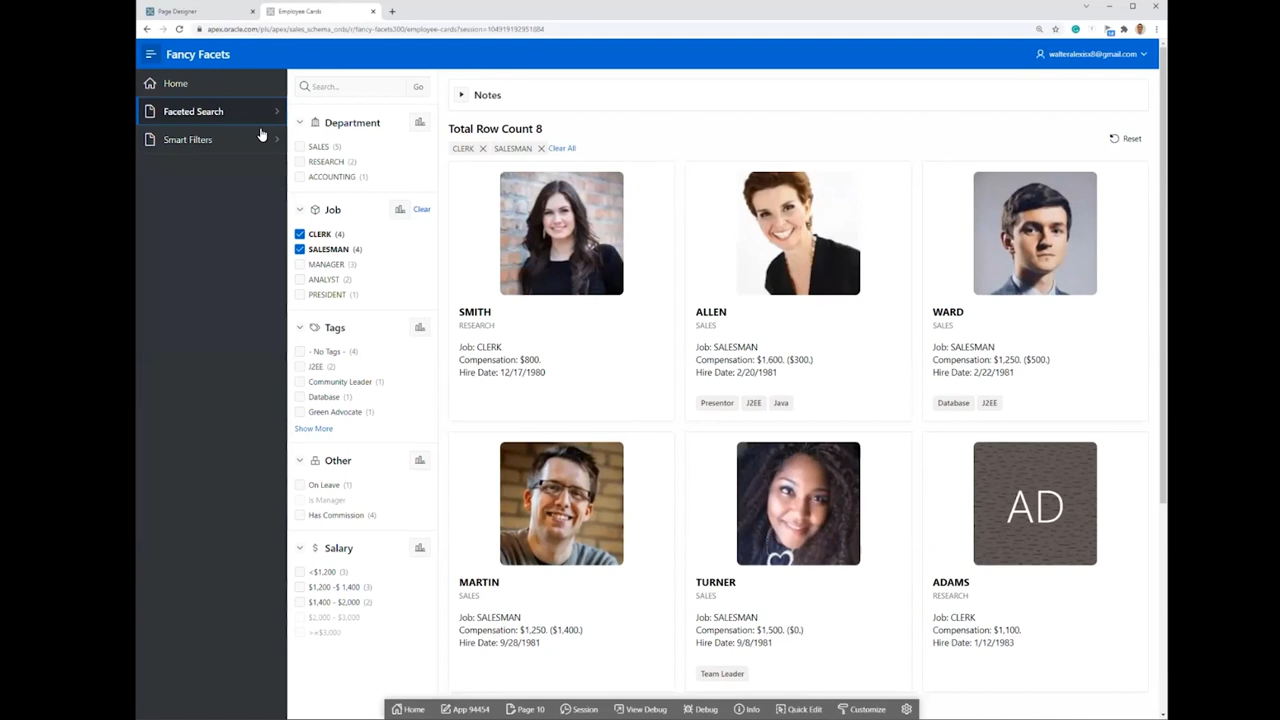 Page Designer
Employee Cards
apex.oracle.com/pls/apex/sales_schema_ords/r/fancy-facets300/employee-cards?session=104919192951884
Fancy Facets
walteralexisx8@gmail.com
Home
Faceted Search
Smart Filters
Search...
Go
Department
SALES (5)
RESEARCH (2)
ACCOUNTING (1)
Job
Clear
CLERK (4)
SALESMAN (4)
MANAGER (3)
ANALYST (2)
PRESIDENT (1)
Tags
- No Tags - (4)
J2EE (2)
Community Leader (1)
Database (1)
Green Advocate (1)
Show More
Other
On Leave (1)
Is Manager
Has Commission (4)
Salary
<$1,200 (3)
$1,200 -$ 1,400 (3)
$1,400 - $2,000 (2)
$2,000 - $3,000
>=$3,000
Notes
Total Row Count 8
CLERK SALESMAN Clear All
Reset
SMITH
RESEARCH
Job: CLERK
Compensation: $800.
Hire Date: 12/17/1980
ALLEN
SALES
Job: SALESMAN
Compensation: $1,600. ($300.)
Hire Date: 2/20/1981
Presentor J2EE Java
WARD
SALES
Job: SALESMAN
Compensation: $1,250. ($500.)
Hire Date: 2/22/1981
Database J2EE
MARTIN
SALES
Job: SALESMAN
Compensation: $1,250. ($1,400.)
Hire Date: 9/28/1981
TURNER
SALES
Job: SALESMAN
Compensation: $1,500. ($0.)
Hire Date: 9/8/1981
Team Leader
AD
ADAMS
RESEARCH
Job: CLERK
Compensation: $1,100.
Hire Date: 1/12/1983
Home App 94454 Page 10 Session View Debug Debug Info Quick Edit Customize